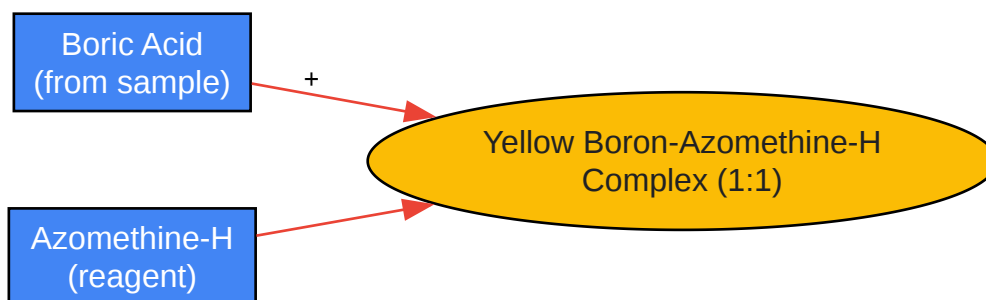 Boric Acid
(from sample)
+
Yellow Boron-Azomethine-H
Complex (1:1)
Azomethine-H
(reagent)